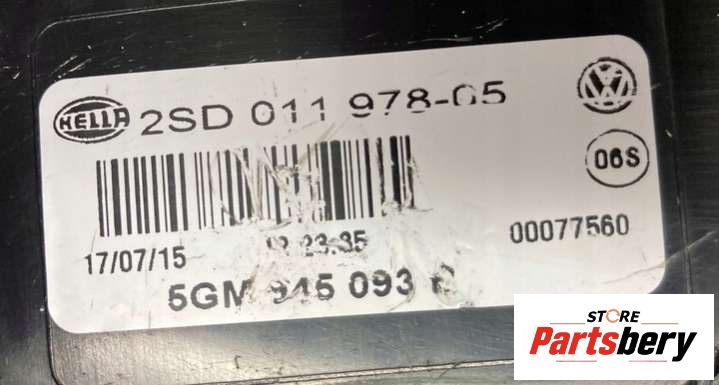 HELLA 2SD 011 978-05
06S
17/07/15 23:35 00077560
5GM 945 093
STORE
Partsbery